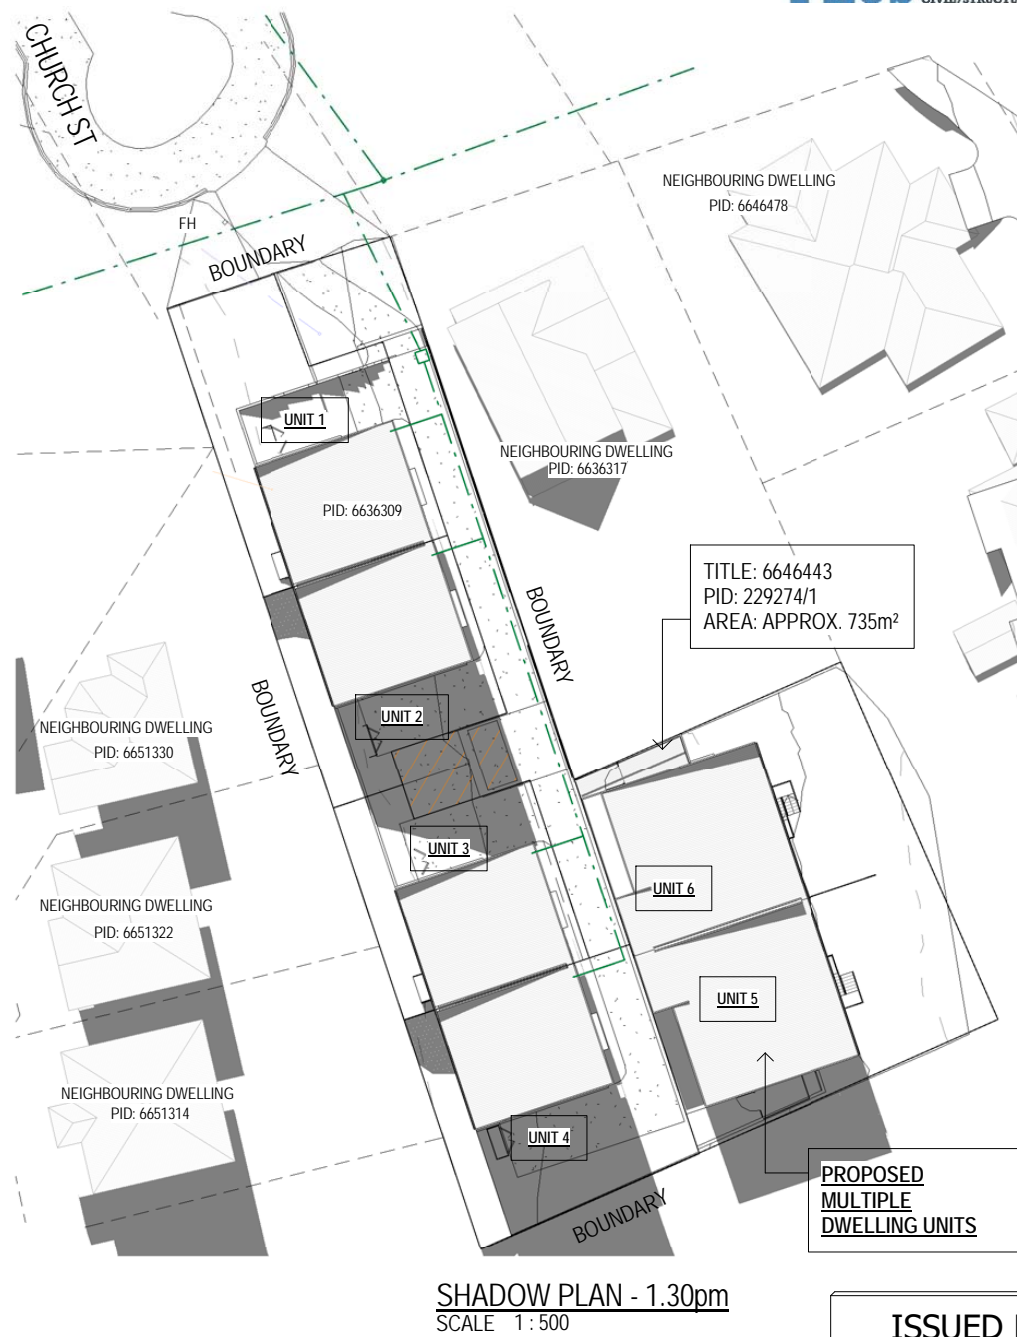 CHURCH ST
FH
BOUNDARY
NEIGHBOURING DWELLING
PID: 6646478
UNIT 1
NEIGHBOURING DWELLING
PID: 6636317
PID: 6636309
TITLE: 6646443
PID: 229274/1
AREA: APPROX. 735m²
BOUNDARY
BOUNDARY
UNIT 2
NEIGHBOURING DWELLING
PID: 6651330
UNIT 3
UNIT 6
NEIGHBOURING DWELLING
PID: 6651322
UNIT 5
NEIGHBOURING DWELLING
PID: 6651314
UNIT 4
BOUNDARY
PROPOSED
MULTIPLE
DWELLING UNITS
SHADOW PLAN - 1.30pm
SCALE 1 : 500
ISSUED